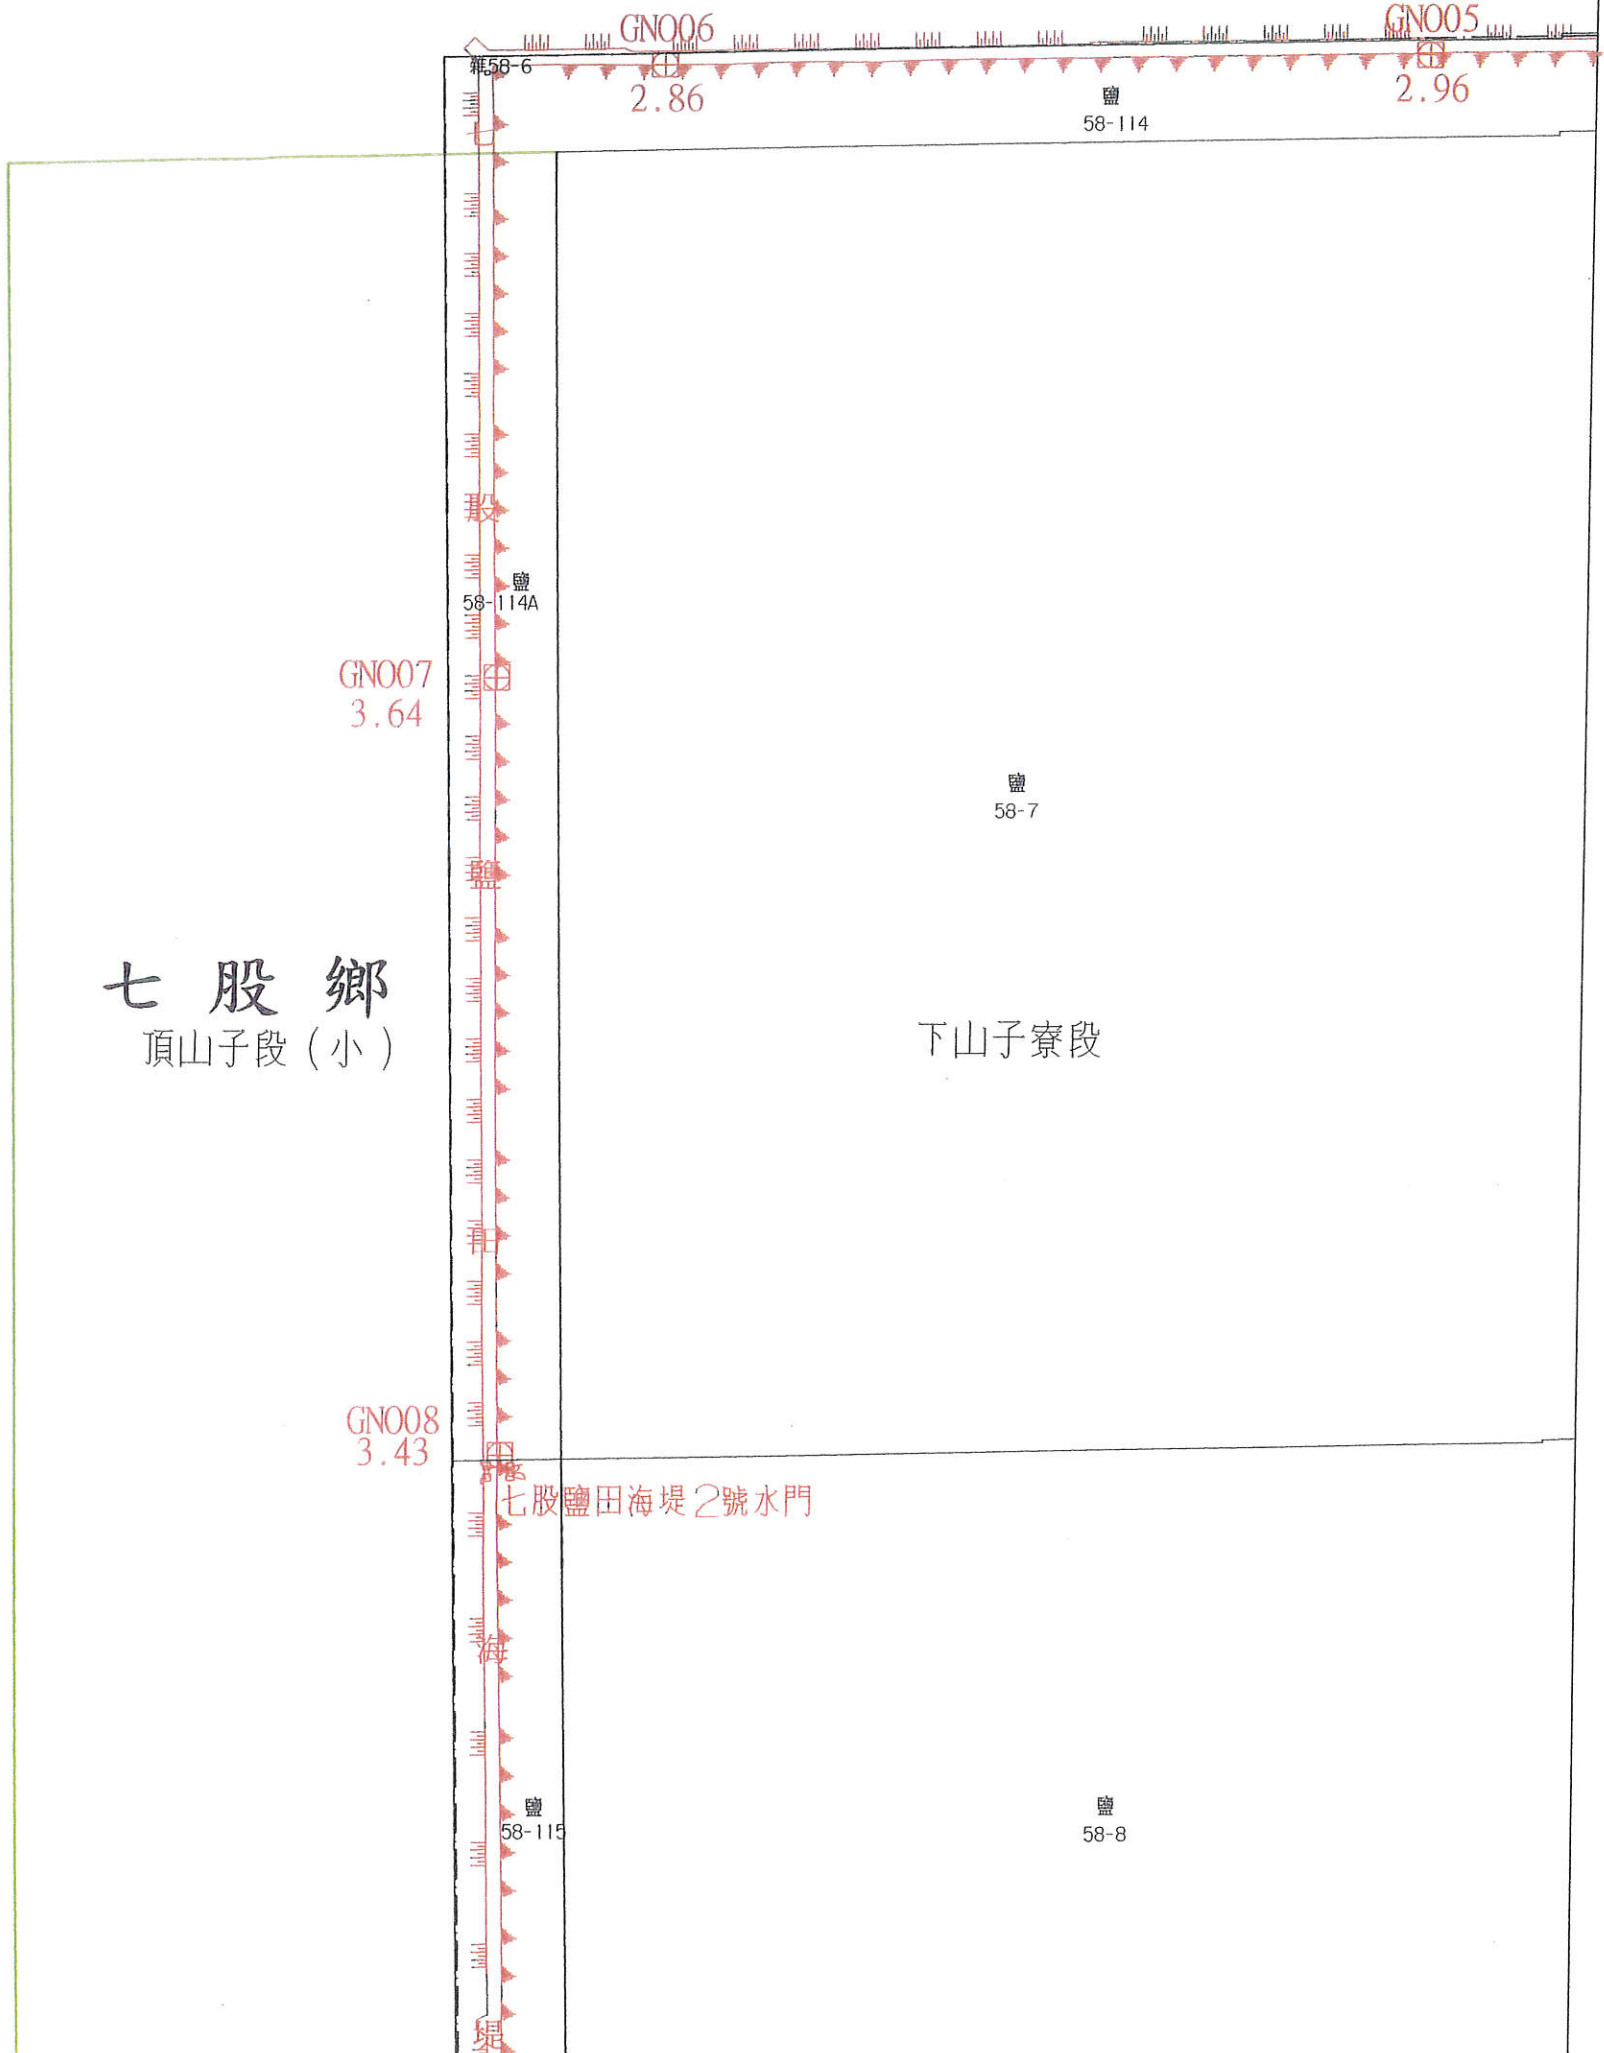 GN006
GN005
雜58-6
2.86
2.96
鹽
58-114
七
股
鹽
58-114A
GN007
3.64
鹽
58-7
鹽
七股鄉
頂山子段(小)
下山子寮段
田
GN008
3.43
七股鹽田海堤2號水門
海
鹽
58-115
鹽
58-8
堤